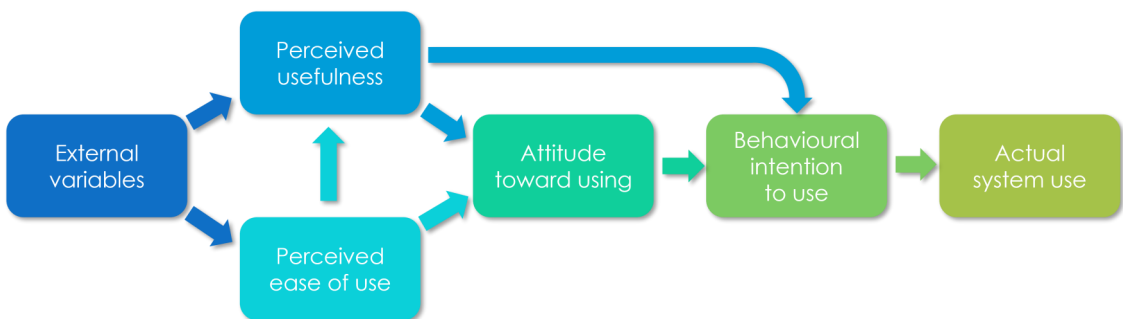 Perceived
usefulness
External
variables
Attitude
toward using
Behavioural
intention
to use
Actual
system use
Perceived
ease of use